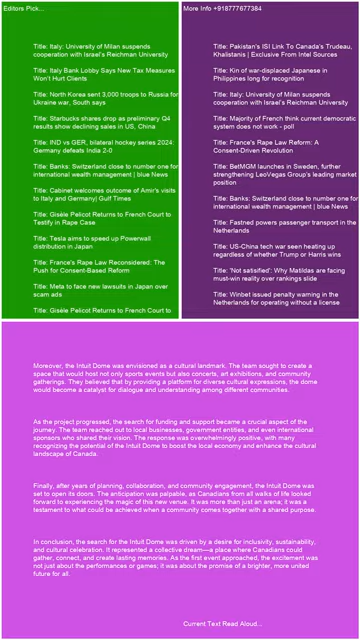 Editors Pick...
Title: Italy: University of Milan suspends
cooperation with Israel's Reichman University
Title: Italy Bank Lobby Says New Tax Measures
Won't Hurt Clients
Title: North Korea sent 3,000 troops to Russia for
Ukraine war, South says
Title: Starbucks shares drop as preliminary Q4
results show declining sales in US, China
Title: IND vs GER, bilateral hockey series 2024:
Germany defeats India 2-0
Title: Banks: Switzerland close to number one for
international wealth management | blue News
Title: Cabinet welcomes outcome of Amir's visits
to Italy and Germany| Gulf Times
Title: Gisèle Pelicot Returns to French Court to
Testify in Rape Case
Title: Tesla aims to speed up Powerwall
distribution in Japan
Title: France's Rape Law Reconsidered: The
Push for Consent-Based Reform
Title: Meta to face new lawsuits in Japan over
scam ads
Title: Gisèle Pelicot Returns to French Court to
More Info +918777677384
Title: Pakistan's ISI Link To Canada's Trudeau,
Khalistanis | Exclusive From Intel Sources
Title: Kin of war-displaced Japanese in
Philippines long for recognition
Title: Italy: University of Milan suspends
cooperation with Israel's Reichman University
Title: Majority of French think current democratic
system does not work - poll
Title: France's Rape Law Reform: A
Consent-Driven Revolution
Title: BetMGM launches in Sweden, further
strengthening LeoVegas Group's leading market
position
Title: Banks: Switzerland close to number one for
international wealth management | blue News
Title: Fastned powers passenger transport in the
Netherlands
Title: US-China tech war seen heating up
regardless of whether Trump or Harris wins
Title: 'Not satisfied': Why Matildas are facing
must-win reality over rankings slide
Title: Winbet issued penalty warning in the
Netherlands for operating without a license
Moreover, the Intuit Dome was envisioned as a cultural landmark. The team sought to create a
space that would host not only sports events but also concerts, art exhibitions, and community
gatherings. They believed that by providing a platform for diverse cultural expressions, the dome
would become a catalyst for dialogue and understanding among different communities.
As the project progressed, the search for funding and support became a crucial aspect of the
journey. The team reached out to local businesses, government entities, and even international
sponsors who shared their vision. The response was overwhelmingly positive, with many
recognizing the potential of the Intuit Dome to boost the local economy and enhance the cultural
landscape of Canada.
Finally, after years of planning, collaboration, and community engagement, the Intuit Dome was
set to open its doors. The anticipation was palpable, as Canadians from all walks of life looked
forward to experiencing the magic of this new venue. It was more than just an arena; it was a
testament to what could be achieved when a community comes together with a shared purpose.
In conclusion, the search for the Intuit Dome was driven by a desire for inclusivity, sustainability,
and cultural celebration. It represented a collective dream—a place where Canadians could
gather, connect, and create lasting memories. As the first event approached, the excitement was
not just about the performances or games; it was about the promise of a brighter, more united
future for all.
Current Text Read Aloud...